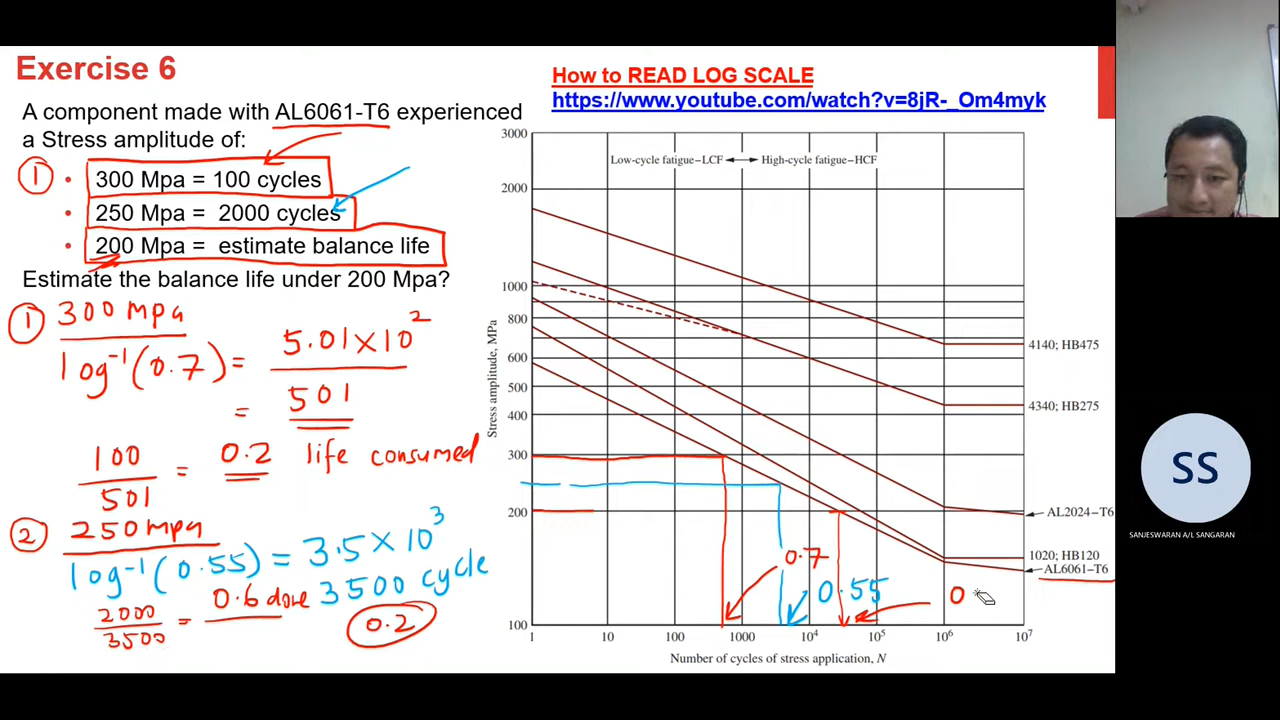 Exercise 6
A component made with AL6061-T6 experienced
a Stress amplitude of:
① • 300 Mpa = 100 cycles
• 250 Mpa = 2000 cycles
• 200 Mpa = estimate balance life
Estimate the balance life under 200 Mpa?
① 300 mpa
log⁻¹(0.7) = 5.01 × 10²
= 501
100/501 = 0.2 life consumed
② 250 mpa
log⁻¹(0.55) = 3.5 × 10³
3500 cycle
2000/3500 = 0.6 done
0.2
How to READ LOG SCALE
https://www.youtube.com/watch?v=8jR-_Om4myk
3000
2000
1000
800
600
500
400
300
200
100
Stress amplitude, MPa
Low-cycle fatigue–LCF
High-cycle fatigue–HCF
4140; HB475
4340; HB275
AL2024–T6
1020; HB120
AL6061–T6
0.7
0.55
0
1
10
100
1000
10⁴
10⁵
10⁶
10⁷
Number of cycles of stress application, N
SS
SANJESWARAN A/L SANGARAN